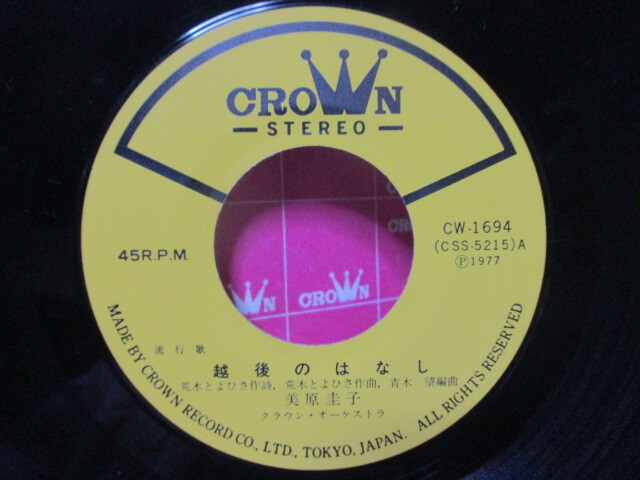 CROWN
STEREO
45R.P.M.
CW-1694
(CSS-5215)A
Ⓟ1977
流行歌
越後のはなし
荒木とよひさ作詩、荒木とよひさ作曲、青木 望編曲
美原圭子
クラウン・オーケストラ
MADE BY CROWN RECORD CO., LTD., TOKYO, JAPAN. ALL RIGHTS RESERVED
CROWN